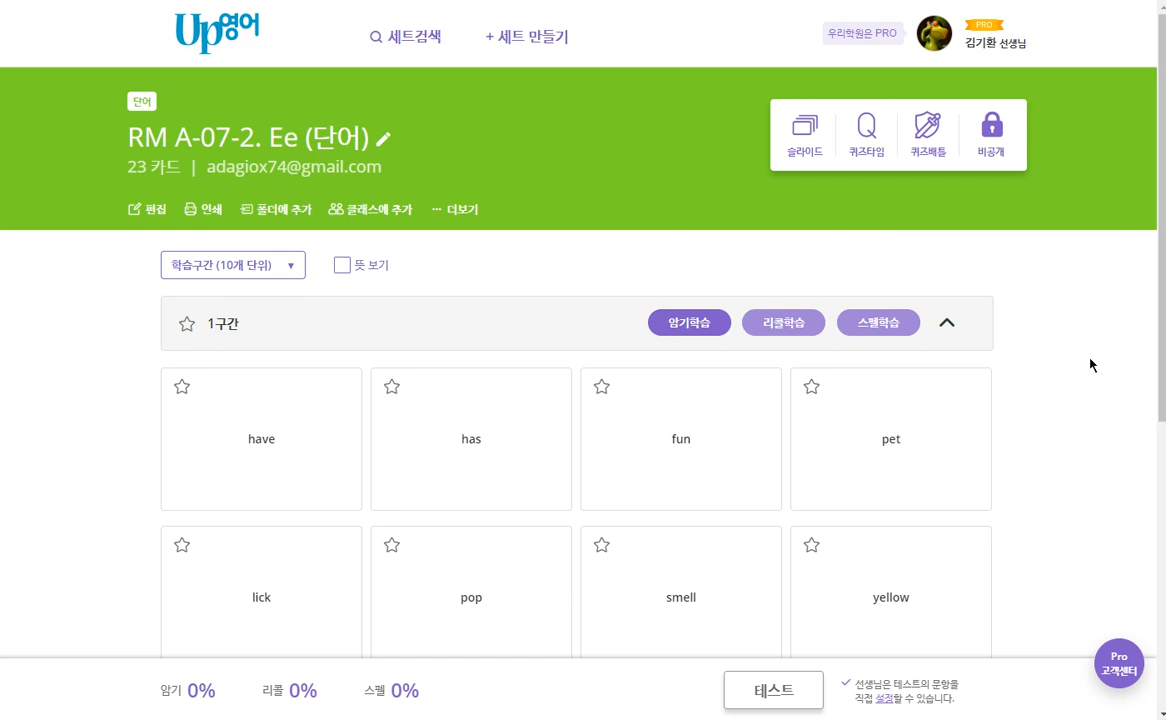 Up영어
세트검색
+ 세트 만들기
우리학원은 PRO
PRO
김기환 선생님
단어
RM A-07-2. Ee (단어)
23 카드 | adagiox74@gmail.com
슬라이드
퀴즈타임
퀴즈배틀
비공개
편집
인쇄
폴더에 추가
클래스에 추가
··· 더보기
학습구간 (10개 단위) ▼
뜻 보기
1구간
암기학습
리콜학습
스펠학습
have
has
fun
pet
lick
pop
smell
yellow
암기 0%
리콜 0%
스펠 0%
테스트
선생님은 테스트의 문항을
직접 설정할 수 있습니다.
Pro
고객센터